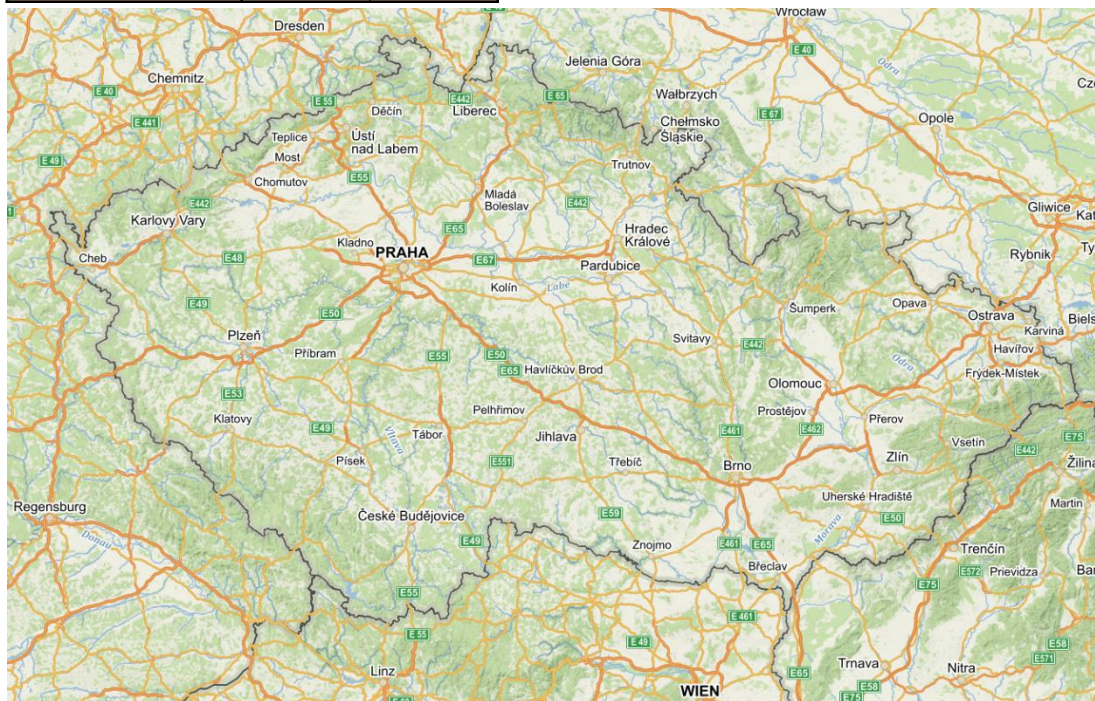 Wrocław
Dresden
E 40
Odra
Jelenia Góra
Chemnitz
E 40
E 55
Děčín
E442
Liberec
E 65
Wałbrzych
E 67
Opole
E 441
Teplice
Ústí
nad Labem
Chełmsko
Śląskie
E 49
Most
Trutnov
Chomutov
E55
Mladá
Boleslav
E442
E442
Gliwice
Karlovy Vary
E65
Hradec
Králové
Kladno
PRAHA
Rybnik
Cheb
E48
E67
Pardubice
Kolín
Labe
E49
E50
Šumperk
Opava
Ostrava
Karviná
Plzeň
Svitavy
E442
Havířov
Příbram
E55
E50
E65
Havlíčkův Brod
Odra
Frýdek-Místek
Olomouc
E53
Pelhřimov
Prostějov
Přerov
Klatovy
E49
Vltava
Tábor
Jihlava
E461
E462
Vsetín
E75
E442
Písek
E551
Třebíč
Brno
Zlín
Žilina
Regensburg
Uherské Hradiště
Martin
České Budějovice
E59
E50
Donau
E49
Znojmo
E461
E65
Morava
Trenčín
Břeclav
E572
Prievidza
E55
E75
E 461
E 55
E 49
E58
E571
Linz
Trnava
Nitra
E65
E58
WIEN
E75